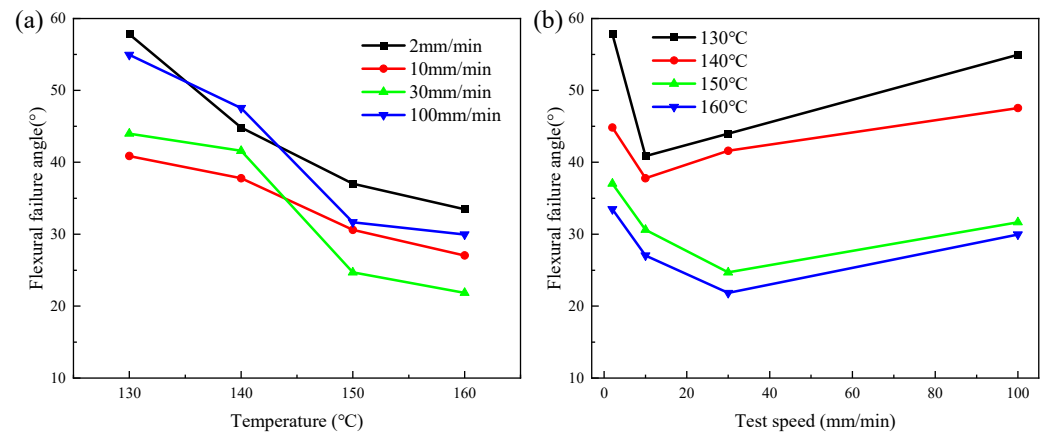 (a)
60
50
40
30
20
10
Flexural failure angle(°)
2mm/min
10mm/min
30mm/min
100mm/min
130
140
150
160
Temperature (℃)
(b)
60
50
40
30
20
10
Flexural failure angle(°)
130℃
140℃
150℃
160℃
0
20
40
60
80
100
Test speed (mm/min)